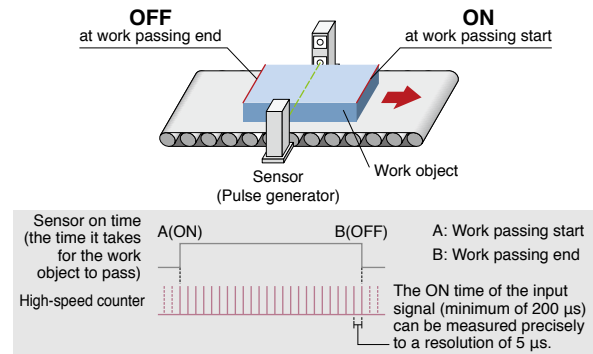 OFF
at work passing end
ON
at work passing start
Work object
Sensor
(Pulse generator)
Sensor on time
(the time it takes
for the work
object to pass)
A(ON)
B(OFF)
A: Work passing start
B: Work passing end
High-speed counter
The ON time of the input
signal (minimum of 200 µs)
can be measured precisely
to a resolution of 5 µs.